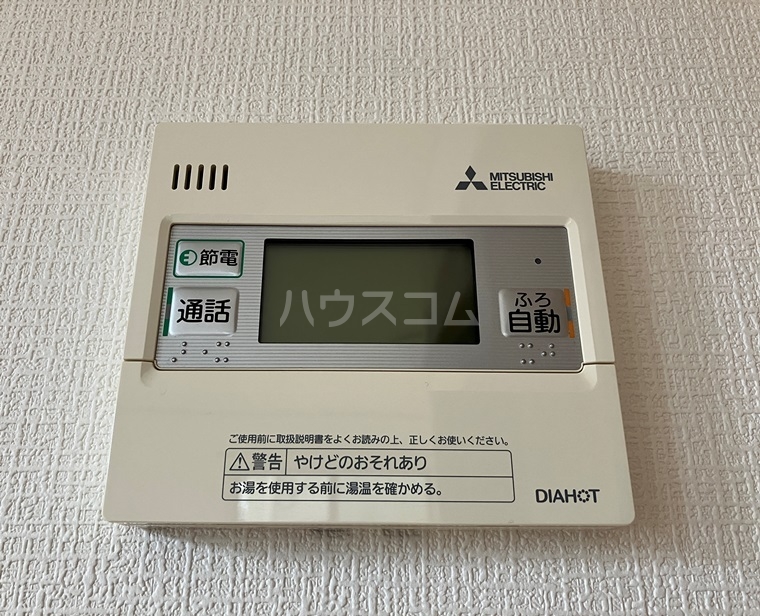 MITSUBISHI
ELECTRIC
節電
通話
ハウスコム
ふろ
自動
ご使用前に取扱説明書をよくお読みの上、正しくお使いください。
警告 やけどのおそれあり
お湯を使用する前に湯温を確かめる。
DIAHOT